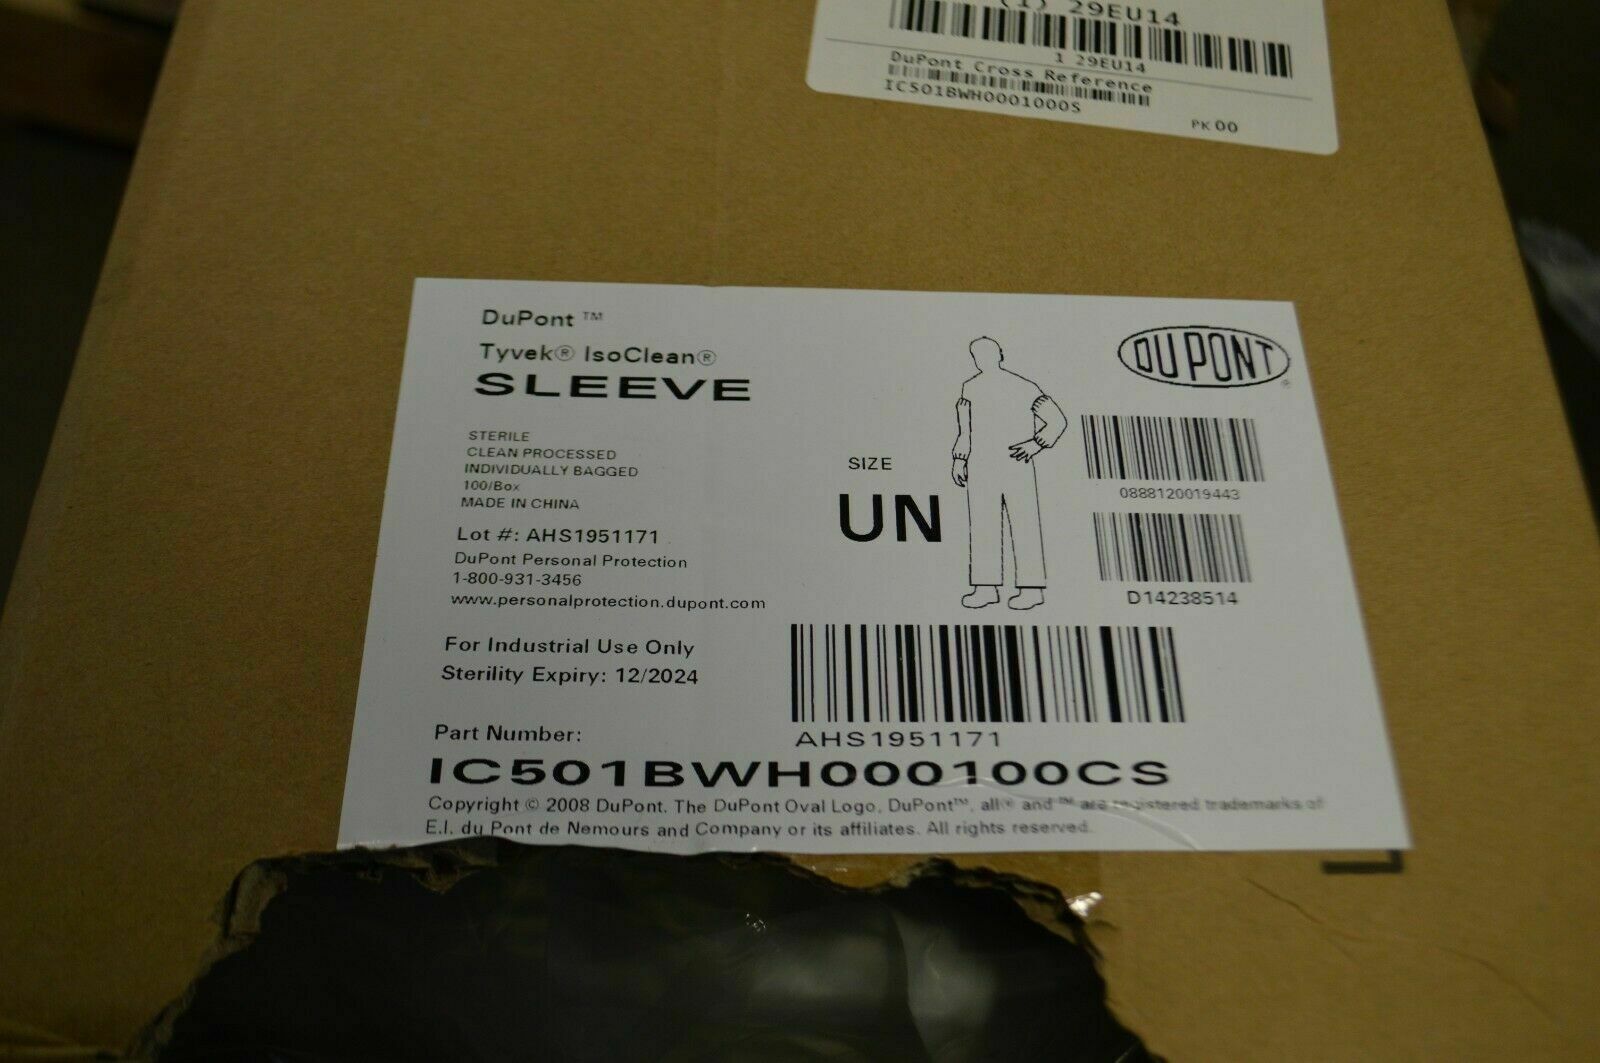 (1) 29EU14
1 29EU14
DuPont Cross Reference
IC501BWH0001000S
PK 00
DuPont ™
Tyvek® IsoClean®
SLEEVE
STERILE
CLEAN PROCESSED
INDIVIDUALLY BAGGED
100/Box
MADE IN CHINA
Lot #: AHS1951171
DuPont Personal Protection
1-800-931-3456
www.personalprotection.dupont.com
For Industrial Use Only
Sterility Expiry: 12/2024
SIZE
UN
DUPONT®
0888120019443
D14238514
AHS1951171
Part Number:
IC501BWH000100CS
Copyright © 2008 DuPont. The DuPont Oval Logo, DuPont™, all® and ™ are registered trademarks of
E.I. du Pont de Nemours and Company or its affiliates. All rights reserved.